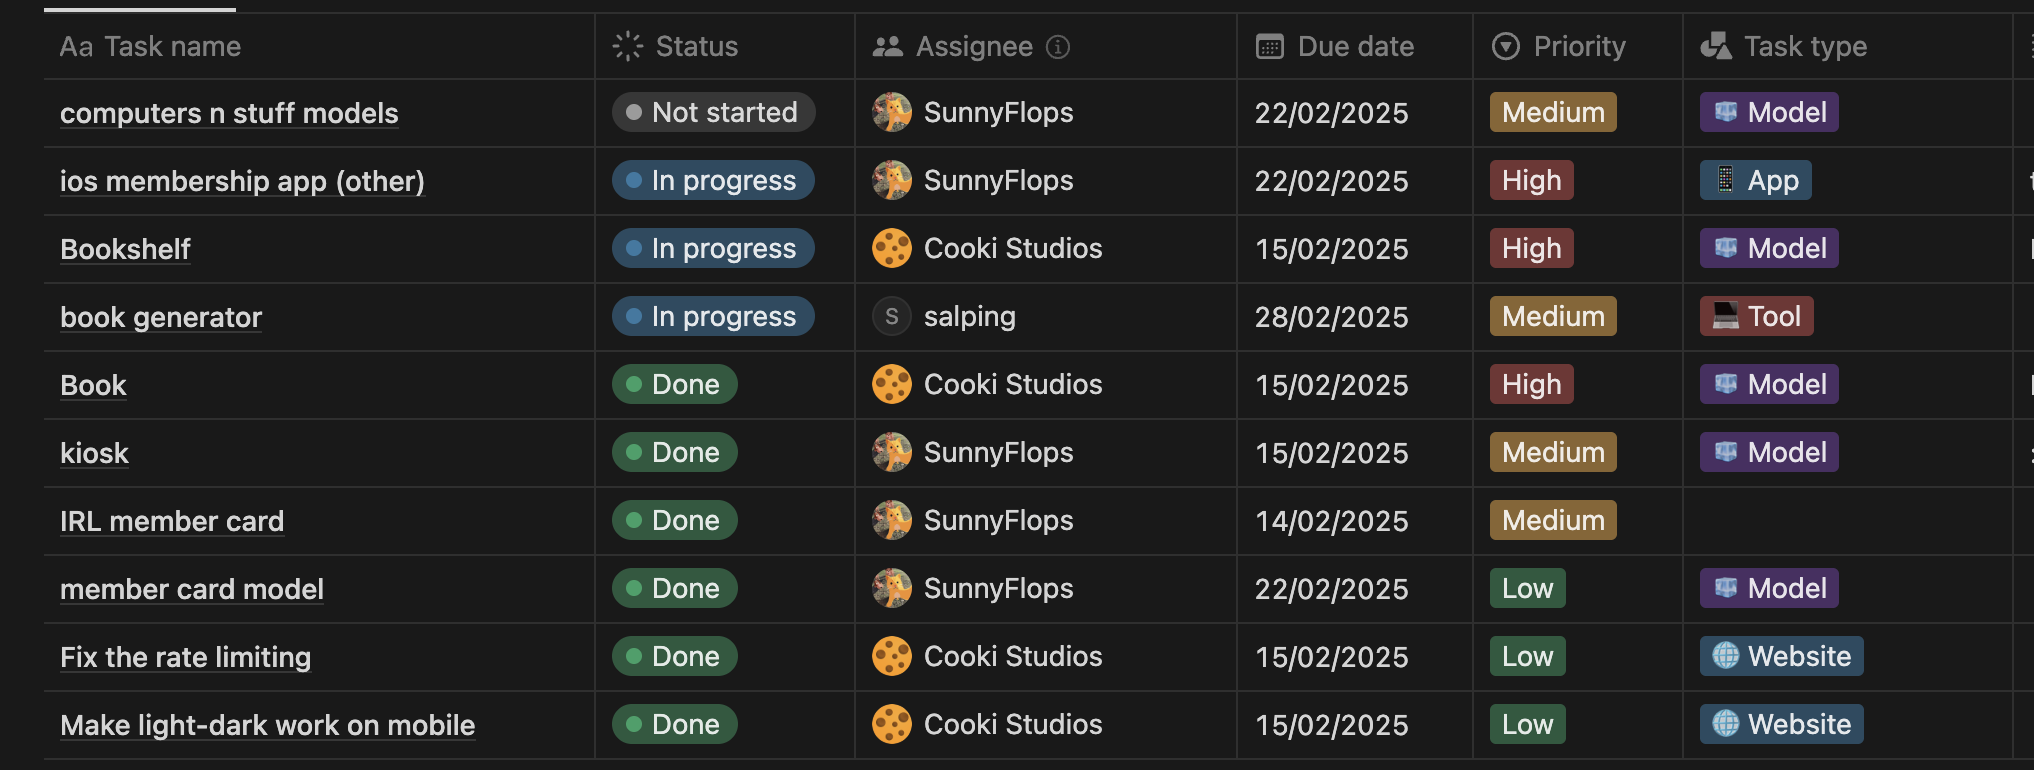 Aa Task name Status Assignee Due date Priority Task type
computers n stuff models Not started SunnyFlops 22/02/2025 Medium Model
ios membership app (other) In progress SunnyFlops 22/02/2025 High App
Bookshelf In progress Cooki Studios 15/02/2025 High Model
book generator In progress S salping 28/02/2025 Medium Tool
Book Done Cooki Studios 15/02/2025 High Model
kiosk Done SunnyFlops 15/02/2025 Medium Model
IRL member card Done SunnyFlops 14/02/2025 Medium
member card model Done SunnyFlops 22/02/2025 Low Model
Fix the rate limiting Done Cooki Studios 15/02/2025 Low Website
Make light-dark work on mobile Done Cooki Studios 15/02/2025 Low Website